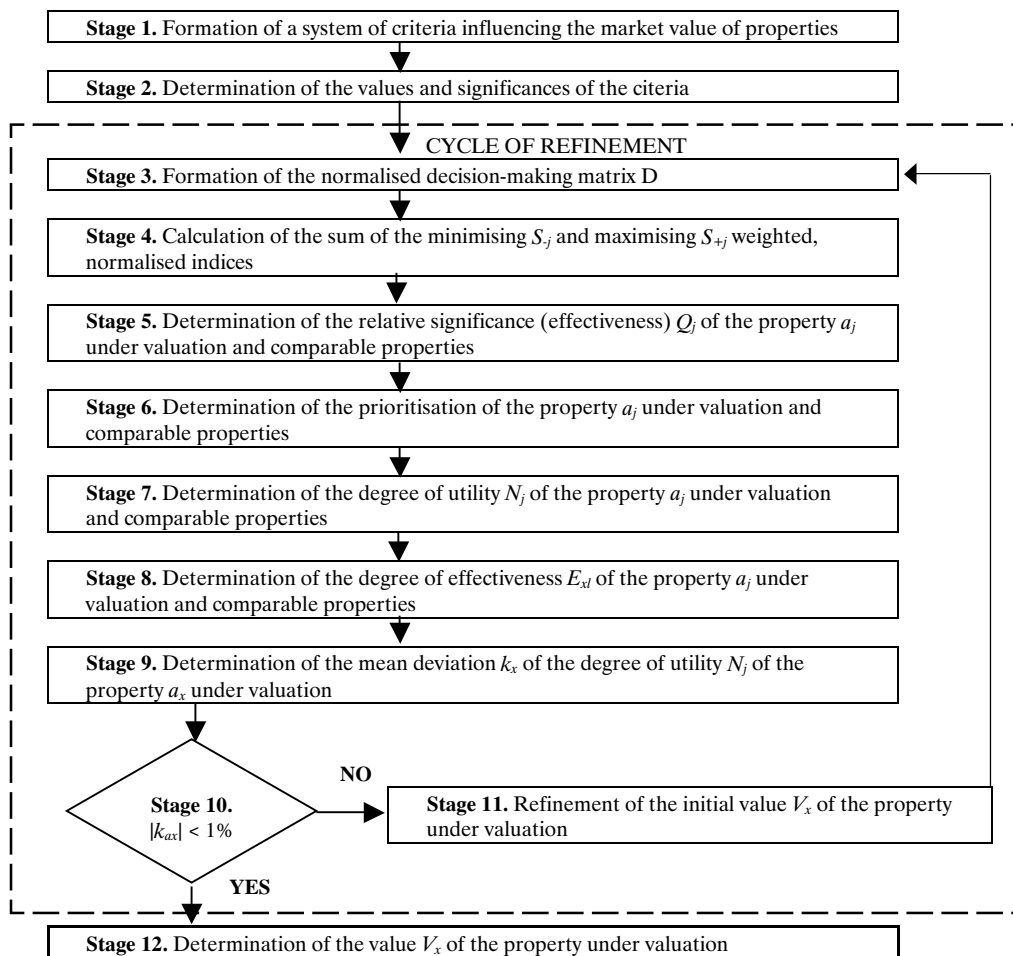 Stage 1. Formation of a system of criteria influencing the market value of properties
Stage 2. Determination of the values and significances of the citeria
CYCLE OF REFINEMENT
Stage 3. Formation of the normalised decision-making matrix D
Stage 4. Calculation of the sum of the minimising S-j and maximising S+j weighted,
normalised indices
Stage 5. Determination of the relative significance (effectiveness) Qj of the property aj
under valuation and comparable properties
Stage 6. Determination of the prioritisation of the property aj under valuation and
comparable properties
Stage 7. Determination of the degree of utility Nj of the property aj under valuation
and comparable properties
Stage 8. Determination of the degree of effectiveness Exl of the property aj under
valuation and comparable properties
Stage 9. Determination of the mean deviation kx of the degree of utility Nj of the
property ax under valuation
Stage 10.
|kax| < 1%
NO
Stage 11. Refinement of the initial value Vx of the property
under valuation
YES
Stage 12. Determination of the value Vx of the property under valuation